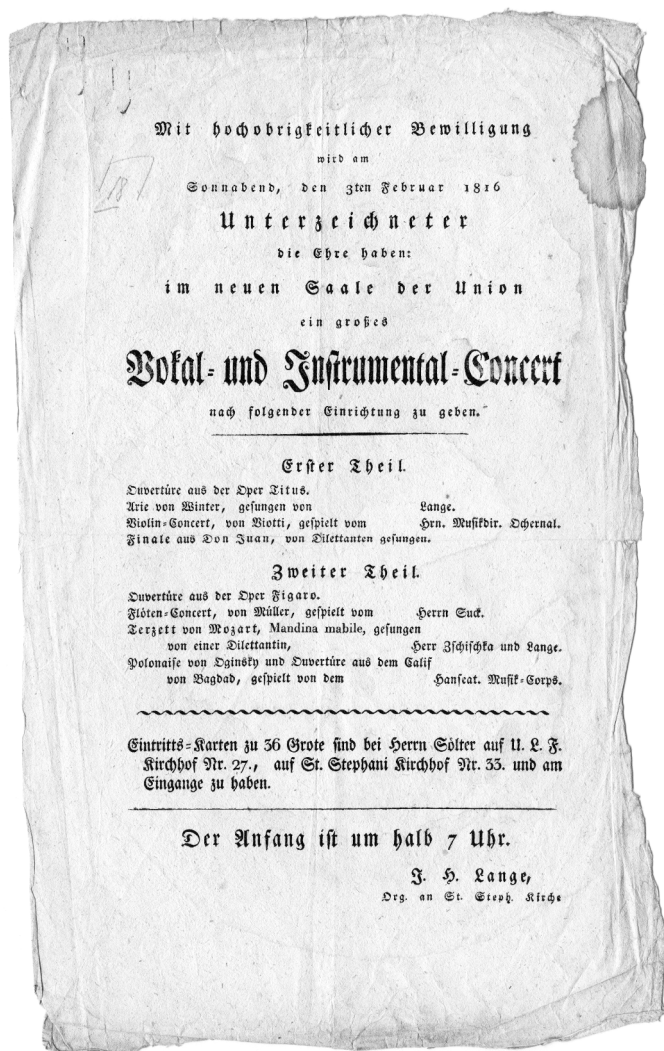 18
Mit hochobrigkeitlicher Bewilligung
wird am
Sonnabend, den 3ten Februar 1816
Unterzeichneter
die Ehre haben:
im neuen Saale der Union
ein großes
Vokal- und Instrumental-Concert
nach folgender Einrichtung zu geben.
Erster Theil.
Ouvertüre aus der Oper Titus.
Arie von Winter, gesungen von Lange.
Violin-Concert, von Viotti, gespielt vom Hrn. Musikdir. Ochernal.
Finale aus Don Juan, von Dilettanten gesungen.
Zweiter Theil.
Ouvertüre aus der Oper Figaro.
Flöten-Concert, von Müller, gespielt vom Herrn Suck.
Terzett von Mozart, Mandina mabile, gesungen
von einer Dilettantin, Herr Zschischka und Lange.
Polonaise von Oginsky und Ouvertüre aus dem Calif
von Bagdad, gespielt von dem Hanseat. Musik-Corps.
Eintritts-Karten zu 36 Grote sind bei Herrn Sölter auf U. L. F.
Kirchhof Nr. 27., auf St. Stephani Kirchhof Nr. 33. und am
Eingange zu haben.
Der Anfang ist um halb 7 Uhr.
J. H. Lange,
Org. an St. Steph. Kirche